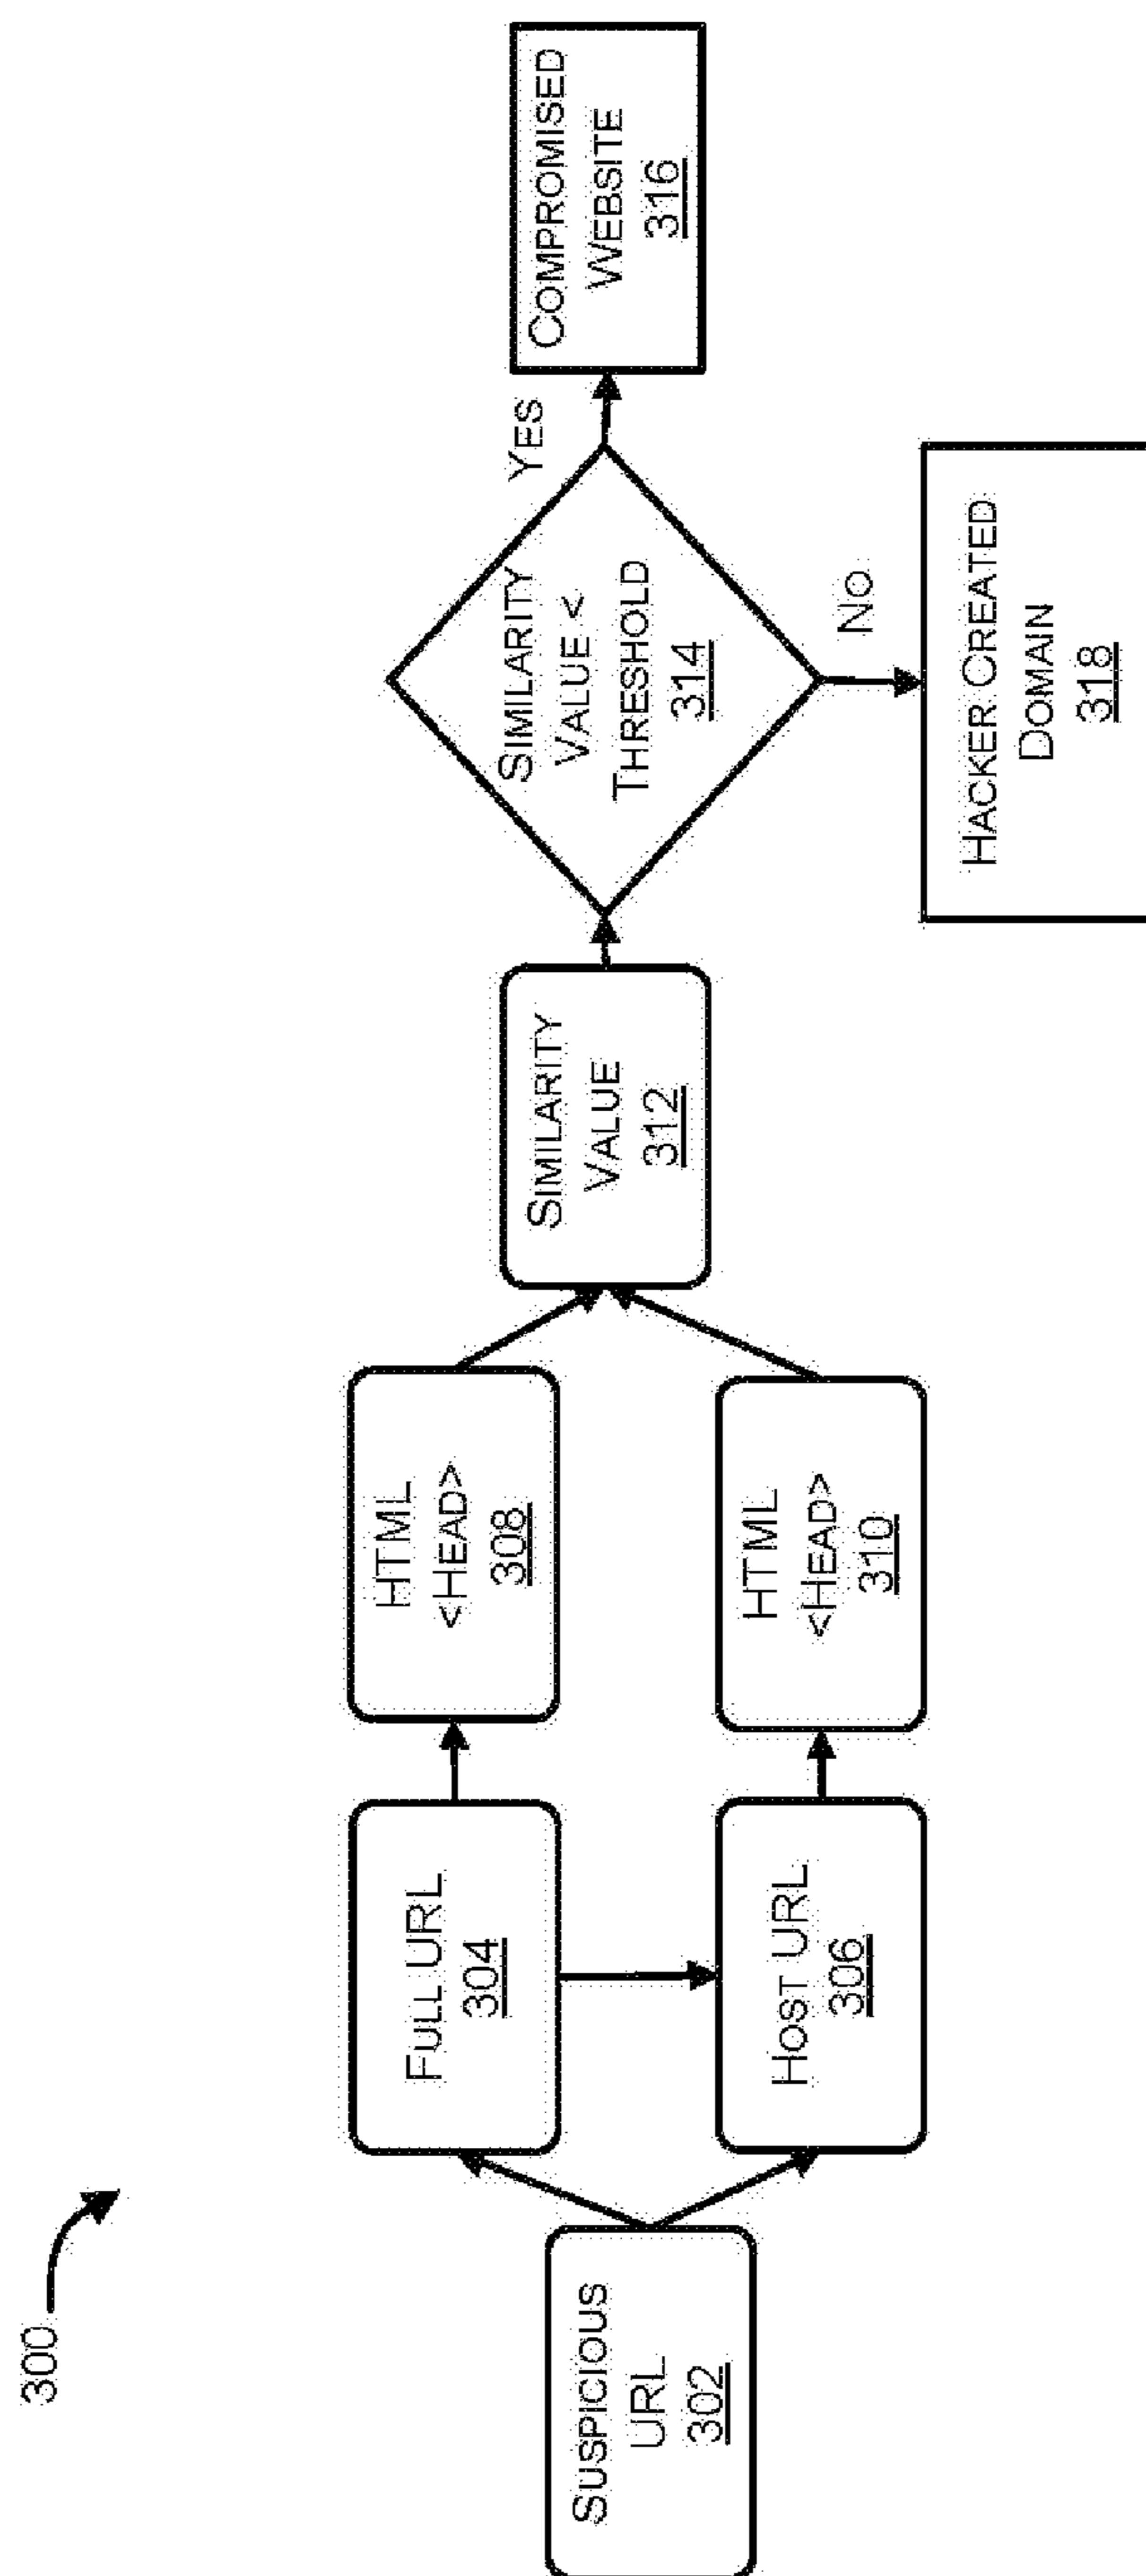 300
SUSPICIOUS
URL
302
FULL URL
304
HOST URL
306
HTML
<HEAD>
308
HTML
<HEAD>
310
SIMILARITY
VALUE
312
SIMILARITY
VALUE <
THRESHOLD
314
YES
COMPROMISED
WEBSITE
316
NO
HACKER CREATED
DOMAIN
318